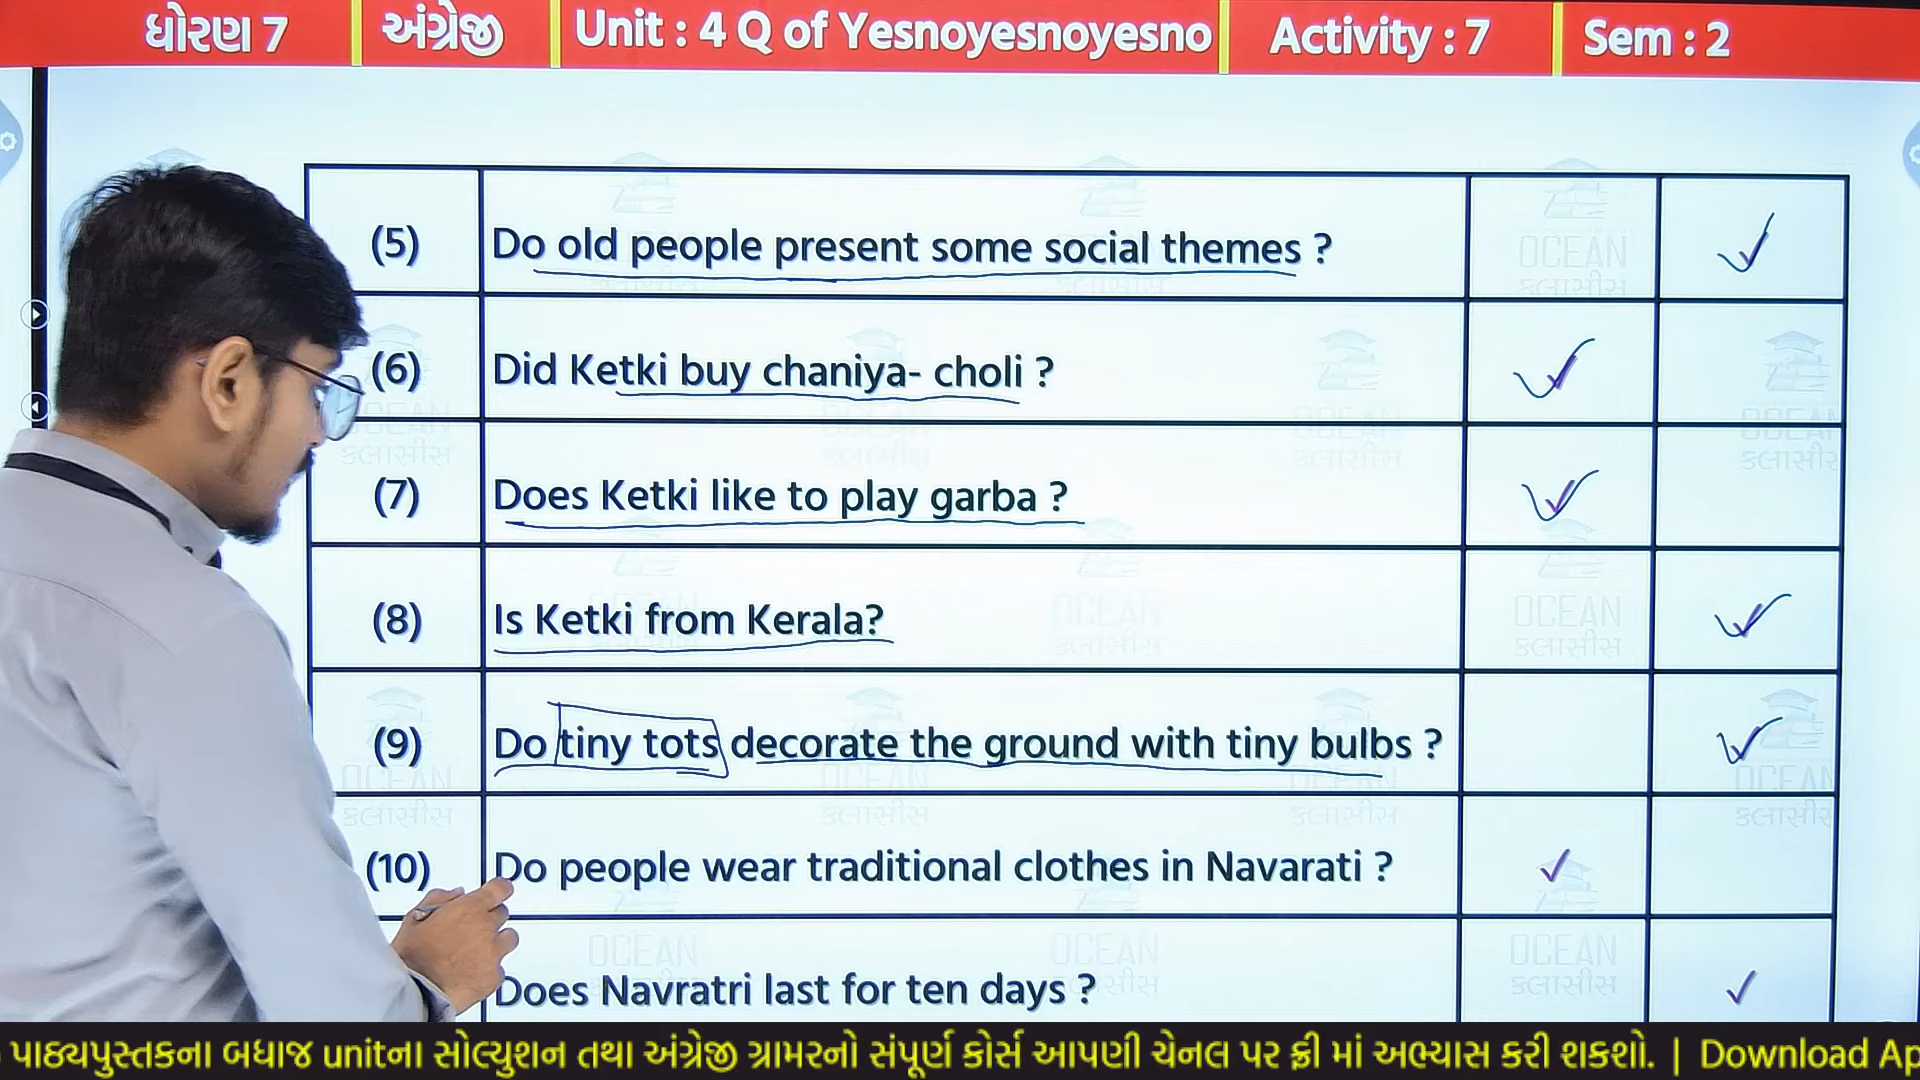 ધોરણ 7 અંગ્રેજી Unit : 4 Q of Yesnoyesnoyesno Activity : 7 Sem : 2
(5) Do old people present some social themes ? ✓
(6) Did Ketki buy chaniya- choli ? ✓
(7) Does Ketki like to play garba ? ✓
(8) Is Ketki from Kerala? ✓
(9) Do tiny tots decorate the ground with tiny bulbs ? ✓
(10) Do people wear traditional clothes in Navarati ? ✓
Does Navratri last for ten days ? ✓
પાઠ્યપુસ્તકના બધાજ unitના સોલ્યુશન તથા અંગ્રેજી ગ્રામરનો સંપૂર્ણ કોર્સ આપણી ચેનલ પર ફ્રી માં અભ્યાસ કરી શકશો. | Download Ap
OCEAN
કલાસીસ